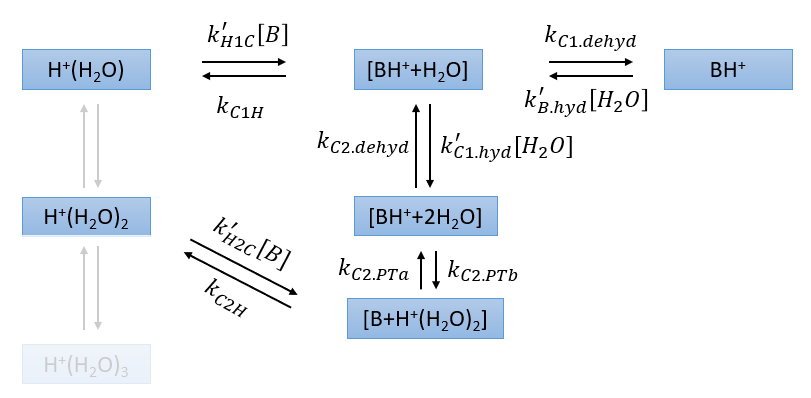 k′H1C[B]
kC1.dehyd
H⁺(H₂O)
[BH⁺+H₂O]
BH⁺
kC1H
k′B.hyd[H₂O]
kC2.dehyd
k′C1.hyd[H₂O]
H⁺(H₂O)₂
[BH⁺+2H₂O]
k′H2C[B]
kC2H
kC2.PTa
kC2.PTb
[B+H⁺(H₂O)₂]
H⁺(H₂O)₃